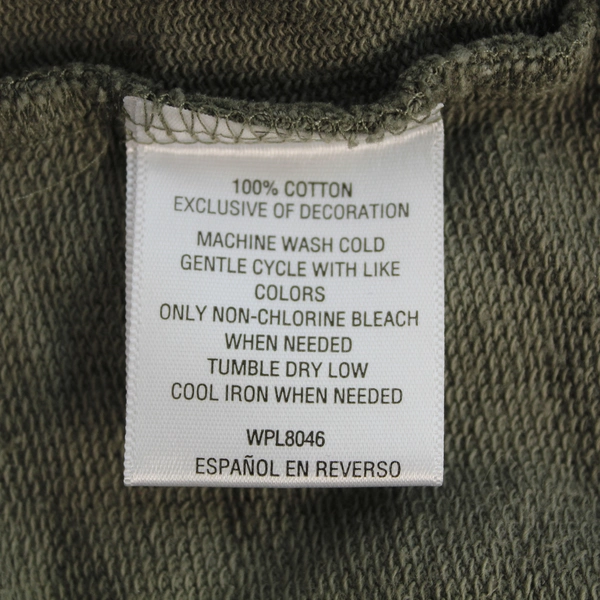 100% COTTON
EXCLUSIVE OF DECORATION
MACHINE WASH COLD
GENTLE CYCLE WITH LIKE
COLORS
ONLY NON-CHLORINE BLEACH
WHEN NEEDED
TUMBLE DRY LOW
COOL IRON WHEN NEEDED
WPL8046
ESPAÑOL EN REVERSO